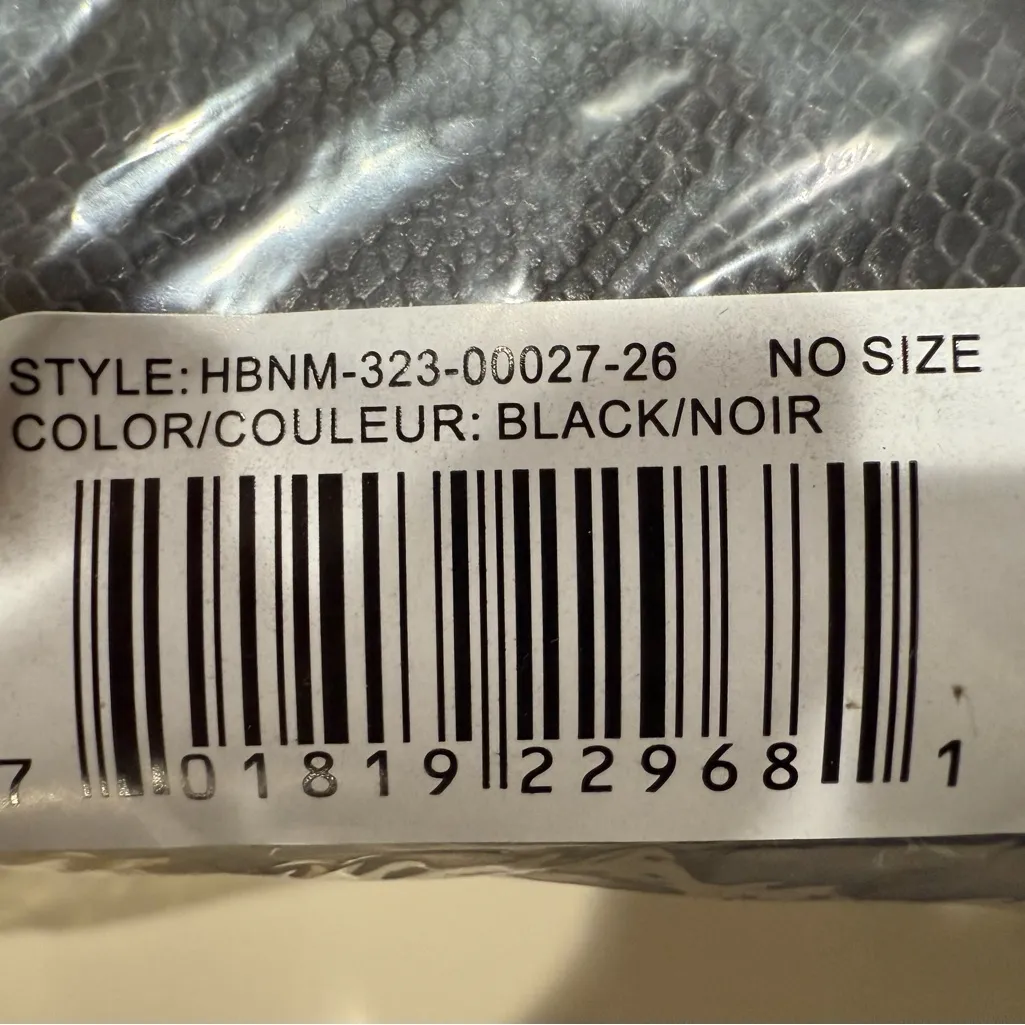 STYLE: HBNM-323-00027-26 NO SIZE
COLOR/COULEUR: BLACK/NOIR
7 01819 22968 1